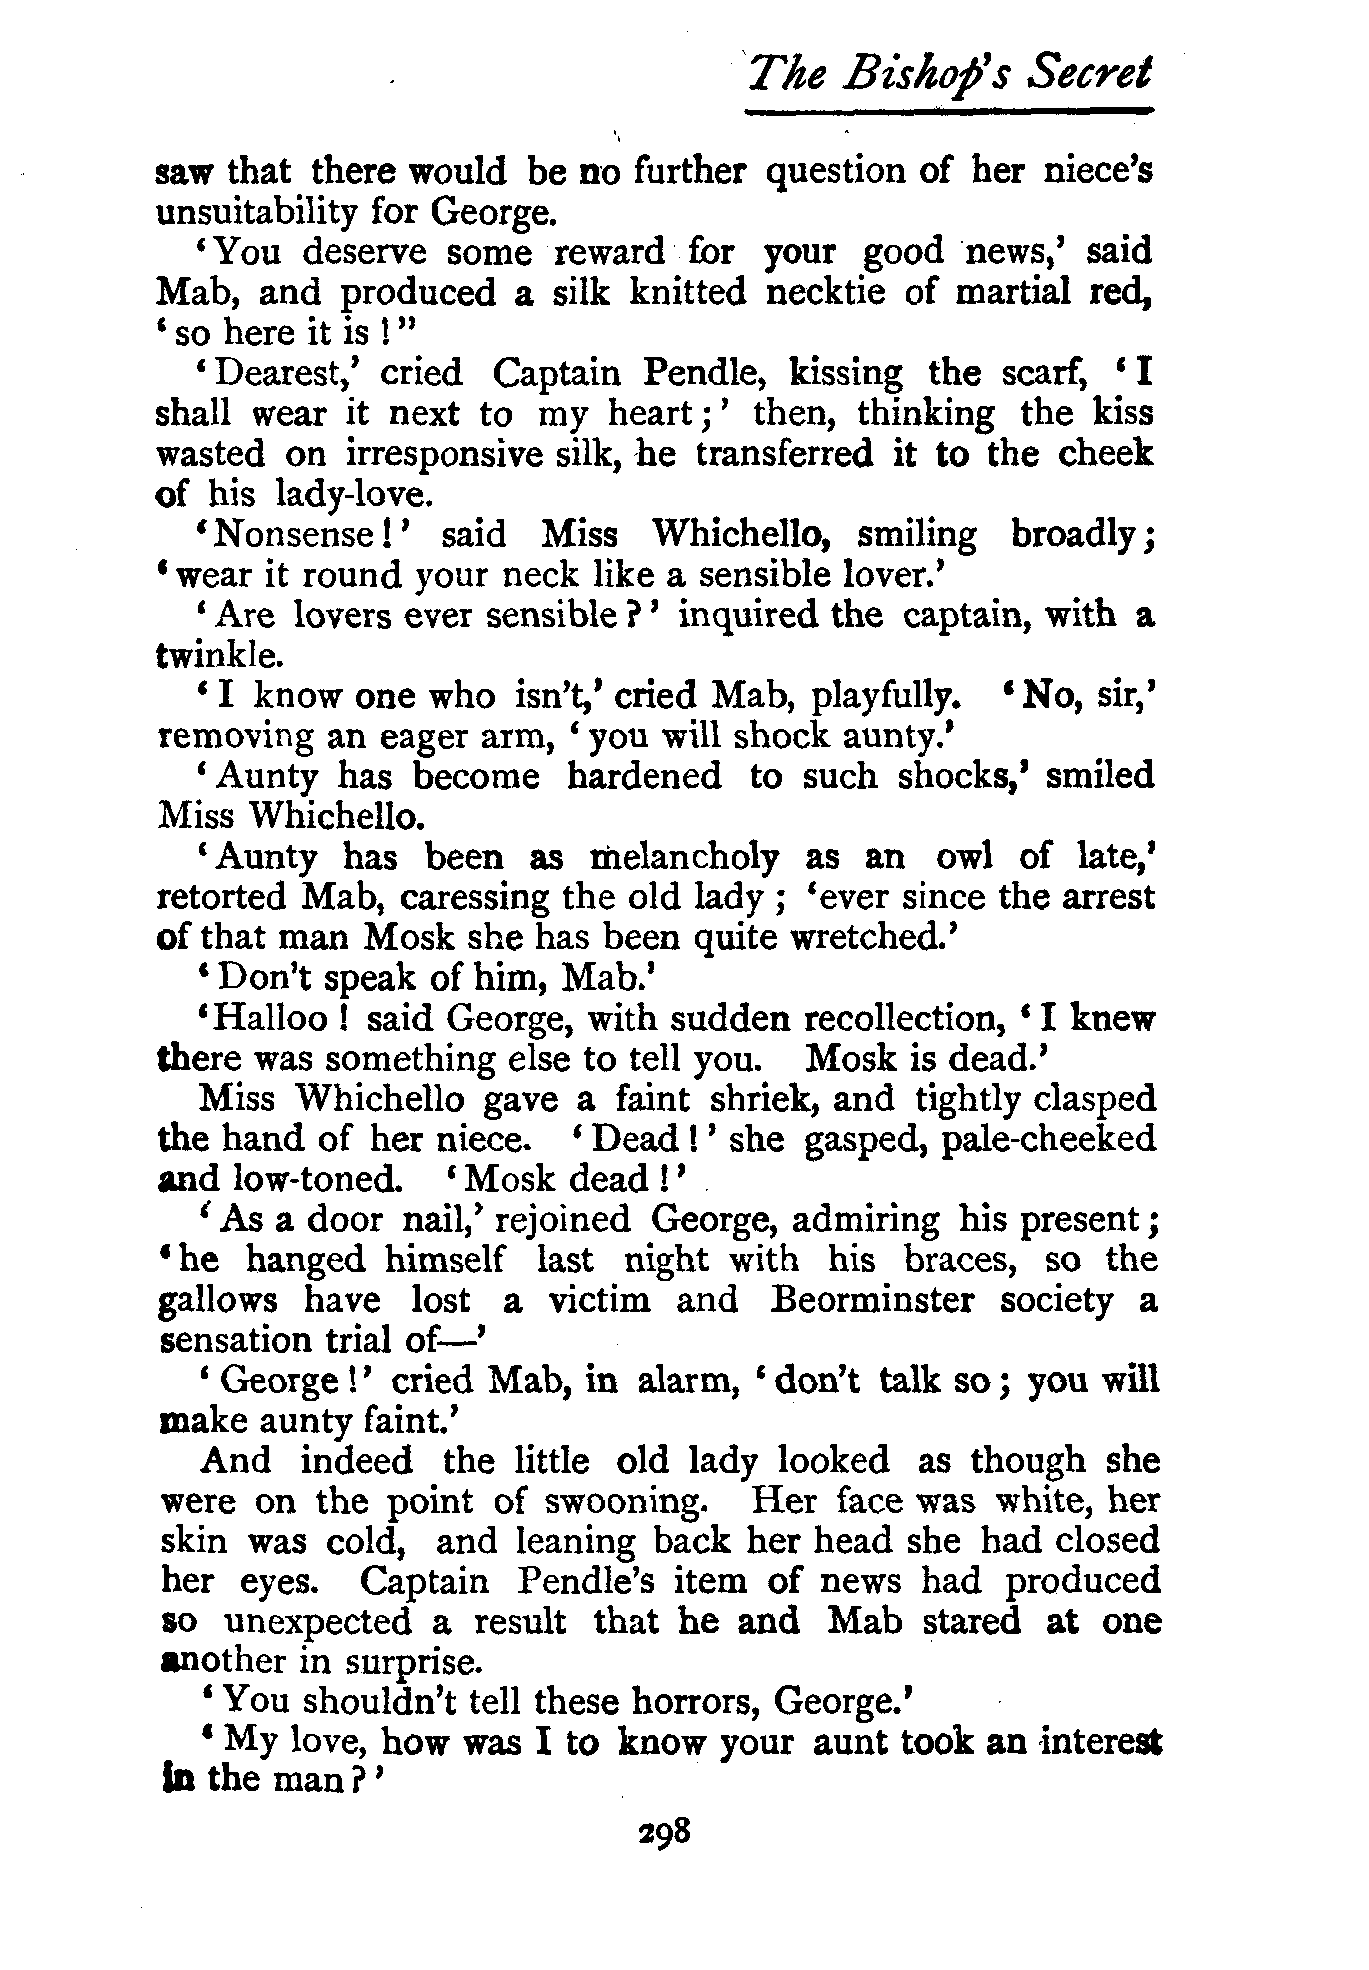 The Bishop's Secret
saw that there would be no further question of her niece's
unsuitability for George.
'You deserve some reward for your good news,' said
Mab, and produced a silk knitted necktie of martial red,
'so here it is!"
'Dearest,' cried Captain Pendle, kissing the scarf, 'I
shall wear it next to my heart;' then, thinking the kiss
wasted on irresponsive silk, he transferred it to the cheek
of his lady-love.
'Nonsense!' said Miss Whichello, smiling broadly;
'wear it round your neck like a sensible lover.'
'Are lovers ever sensible?' inquired the captain, with a
twinkle.
'I know one who isn't,' cried Mab, playfully. 'No, sir,'
removing an eager arm, 'you will shock aunty.'
'Aunty has become hardened to such shocks,' smiled
Miss Whichello.
'Aunty has been as melancholy as an owl of late,'
retorted Mab, caressing the old lady; 'ever since the arrest
of that man Mosk she has been quite wretched.'
'Don't speak of him, Mab.'
'Halloo! said George, with sudden recollection, 'I knew
there was something else to tell you. Mosk is dead.'
Miss Whichello gave a faint shriek, and tightly clasped
the hand of her niece. 'Dead!' she gasped, pale-cheeked
and low-toned. 'Mosk dead!'
'As a door nail,' rejoined George, admiring his present;
'he hanged himself last night with his braces, so the
gallows have lost a victim and Beorminster society a
sensation trial of—'
'George!' cried Mab, in alarm, 'don't talk so; you will
make aunty faint.'
And indeed the little old lady looked as though she
were on the point of swooning. Her face was white, her
skin was cold, and leaning back her head she had closed
her eyes. Captain Pendle's item of news had produced
so unexpected a result that he and Mab stared at one
another in surprise.
'You shouldn't tell these horrors, George.'
'My love, how was I to know your aunt took an interest
in the man?'
298